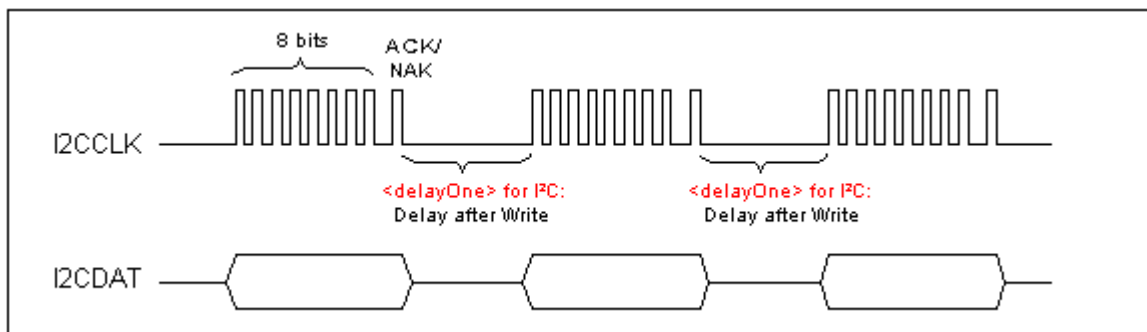 8 bits
ACK/
NAK
I2CCLK
<delayOne> for I²C:
Delay after Write
<delayOne> for I²C:
Delay after Write
I2CDAT